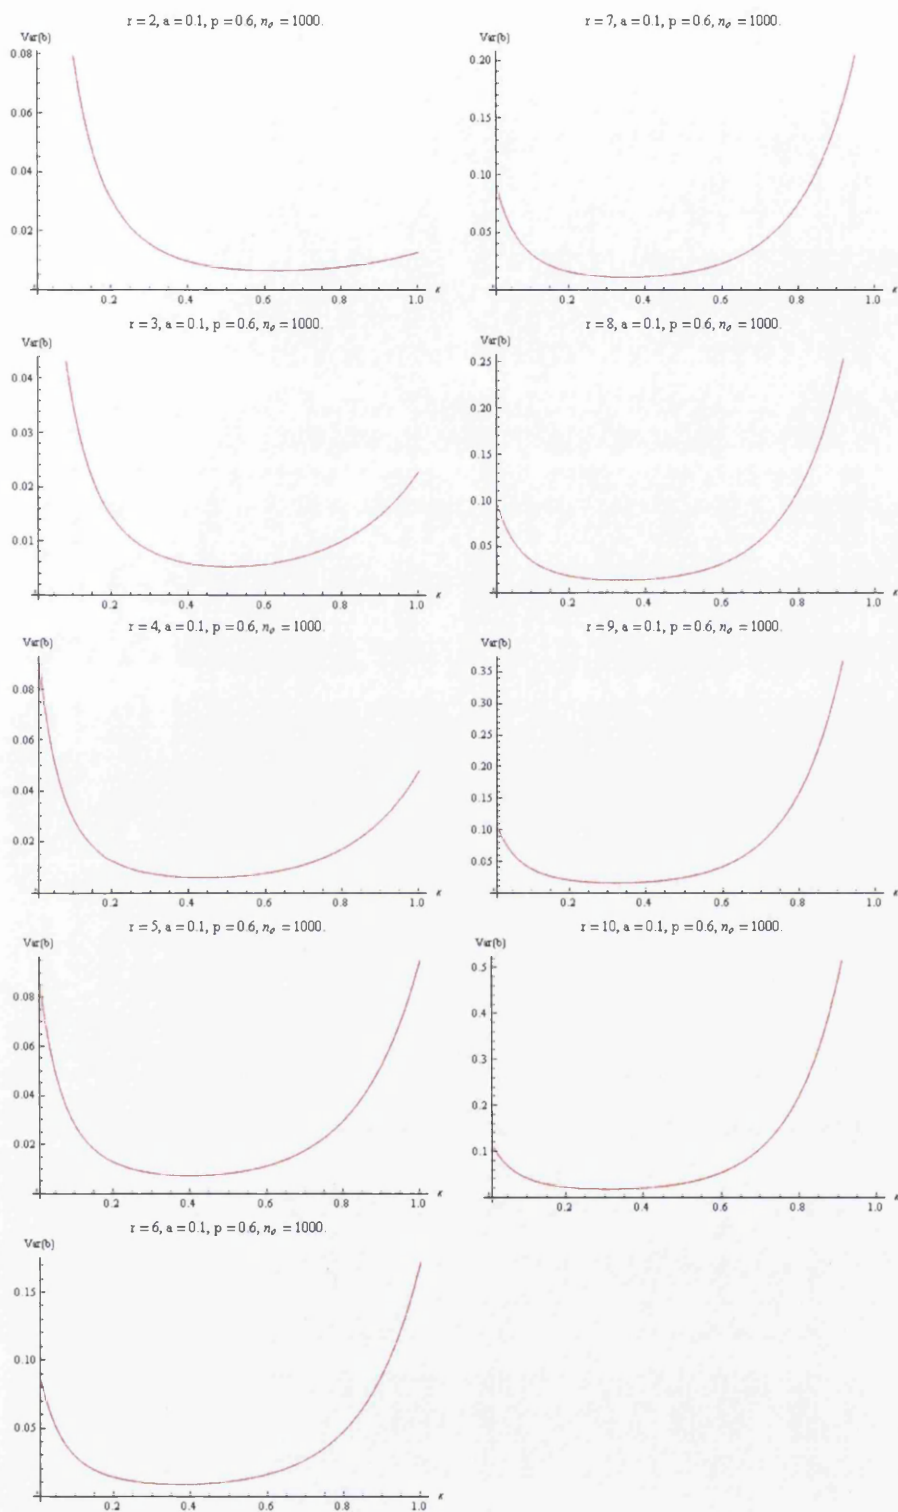 r = 2, a = 0.1, p = 0.6, nσ = 1000.
Var(b)
0.08
0.06
0.04
0.02
0.2 0.4 0.6 0.8 1.0 κ
r = 3, a = 0.1, p = 0.6, nσ = 1000.
Var(b)
0.04
0.03
0.02
0.01
0.2 0.4 0.6 0.8 1.0 κ
r = 4, a = 0.1, p = 0.6, nσ = 1000.
Var(b)
0.08
0.06
0.04
0.02
0.2 0.4 0.6 0.8 1.0 κ
r = 5, a = 0.1, p = 0.6, nσ = 1000.
Var(b)
0.08
0.06
0.04
0.02
0.2 0.4 0.6 0.8 1.0 κ
r = 6, a = 0.1, p = 0.6, nσ = 1000.
Var(b)
0.15
0.10
0.05
0.2 0.4 0.6 0.8 1.0 κ
r = 7, a = 0.1, p = 0.6, nσ = 1000.
Var(b)
0.20
0.15
0.10
0.05
0.2 0.4 0.6 0.8 1.0 κ
r = 8, a = 0.1, p = 0.6, nσ = 1000.
Var(b)
0.25
0.20
0.15
0.10
0.05
0.2 0.4 0.6 0.8 1.0 κ
r = 9, a = 0.1, p = 0.6, nσ = 1000.
Var(b)
0.35
0.30
0.25
0.20
0.15
0.10
0.05
0.2 0.4 0.6 0.8 1.0 κ
r = 10, a = 0.1, p = 0.6, nσ = 1000.
Var(b)
0.5
0.4
0.3
0.2
0.1
0.2 0.4 0.6 0.8 1.0 κ